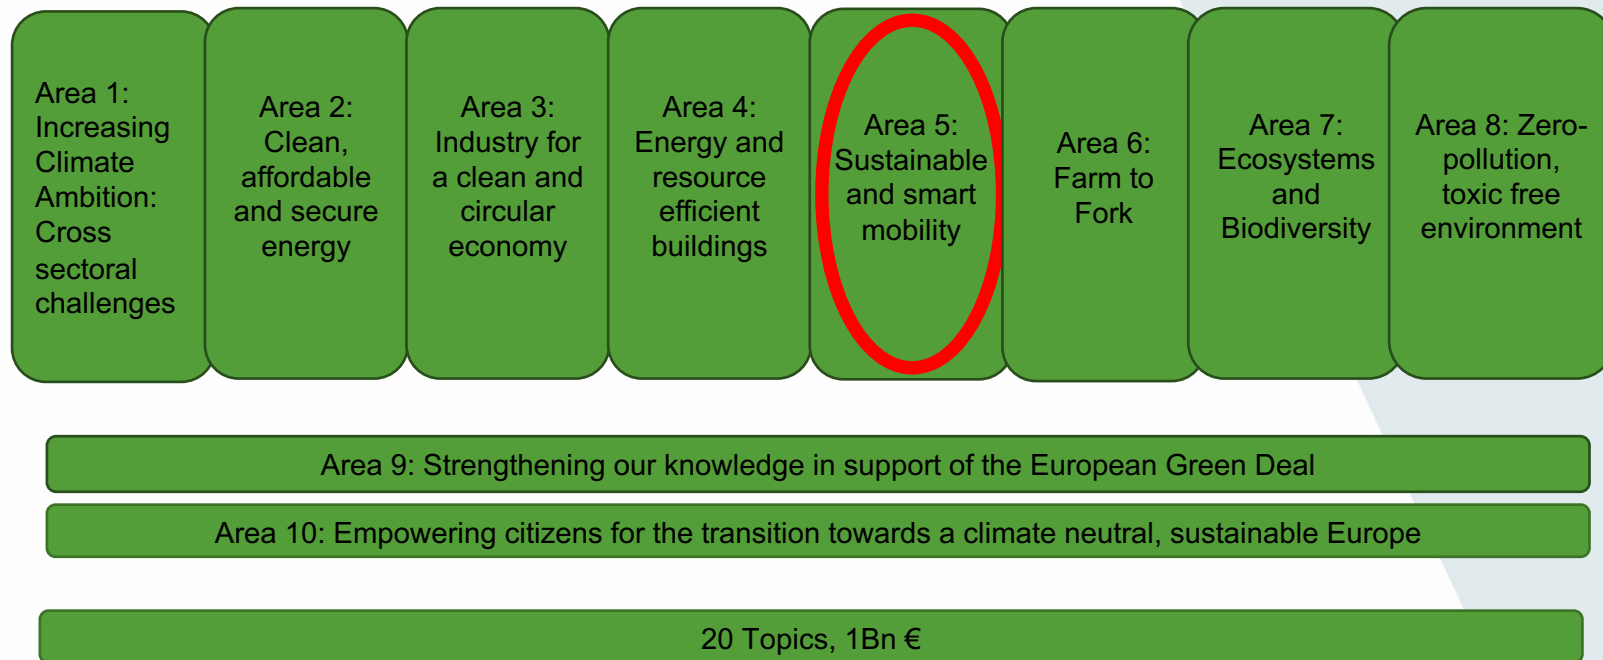 Area 1:
Increasing
Climate
Ambition:
Cross
sectoral
challenges
Area 2:
Clean,
affordable
and secure
energy
Area 3:
Industry for
a clean and
circular
economy
Area 4:
Energy and
resource
efficient
buildings
Area 5:
Sustainable
and smart
mobility
Area 6:
Farm to
Fork
Area 7:
Ecosystems
and
Biodiversity
Area 8: Zero-
pollution,
toxic free
environment
Area 9: Strengthening our knowledge in support of the European Green Deal
Area 10: Empowering citizens for the transition towards a climate neutral, sustainable Europe
20 Topics, 1Bn €